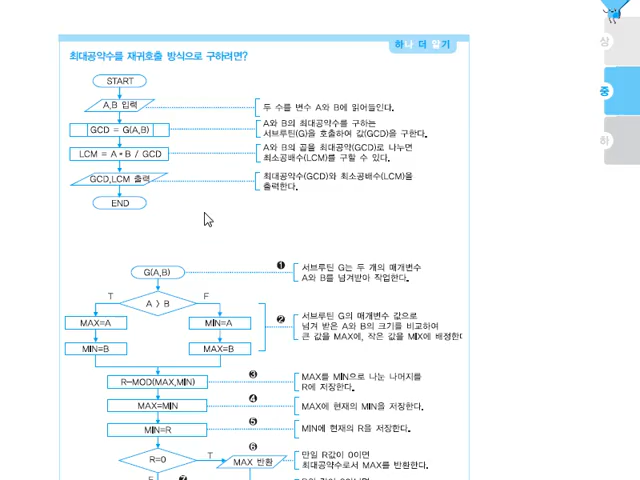 하나 더 알기
상
최대공약수를 재귀호출 방식으로 구하려면?
START
A,B 입력
두 수를 변수 A와 B에 읽어들인다.
중
GCD = G(A,B)
A와 B의 최대공약수를 구하는
서브루틴(G)을 호출하여 값(GCD)을 구한다.
LCM = A * B / GCD
A와 B의 곱을 최대공약수(GCD)로 나누면
최소공배수(LCM)를 구할 수 있다.
하
GCD,LCM 출력
최대공약수(GCD)와 최소공배수(LCM)을
출력한다.
END
G(A,B)
❶ 서브루틴 G는 두 개의 매개변수
A와 B를 넘겨받아 작업한다.
T
F
A > B
MAX=A
MIN=A
❷ 서브루틴 G의 매개변수 값으로
넘겨 받은 A와 B의 크기를 비교하여
큰 값을 MAX에, 작은 값을 MIX에 배정한다
MIN=B
MAX=B
R=MOD(MAX,MIN)
❸ MAX를 MIN으로 나눈 나머지를
R에 저장한다.
MAX=MIN
❹ MAX에 현재의 MIN을 저장한다.
MIN=R
❺ MIN에 현재의 R을 저장한다.
R=0
T
MAX 반환
❻ 만일 R값이 0이면
최대공약수로서 MAX를 반환한다.
F
❼